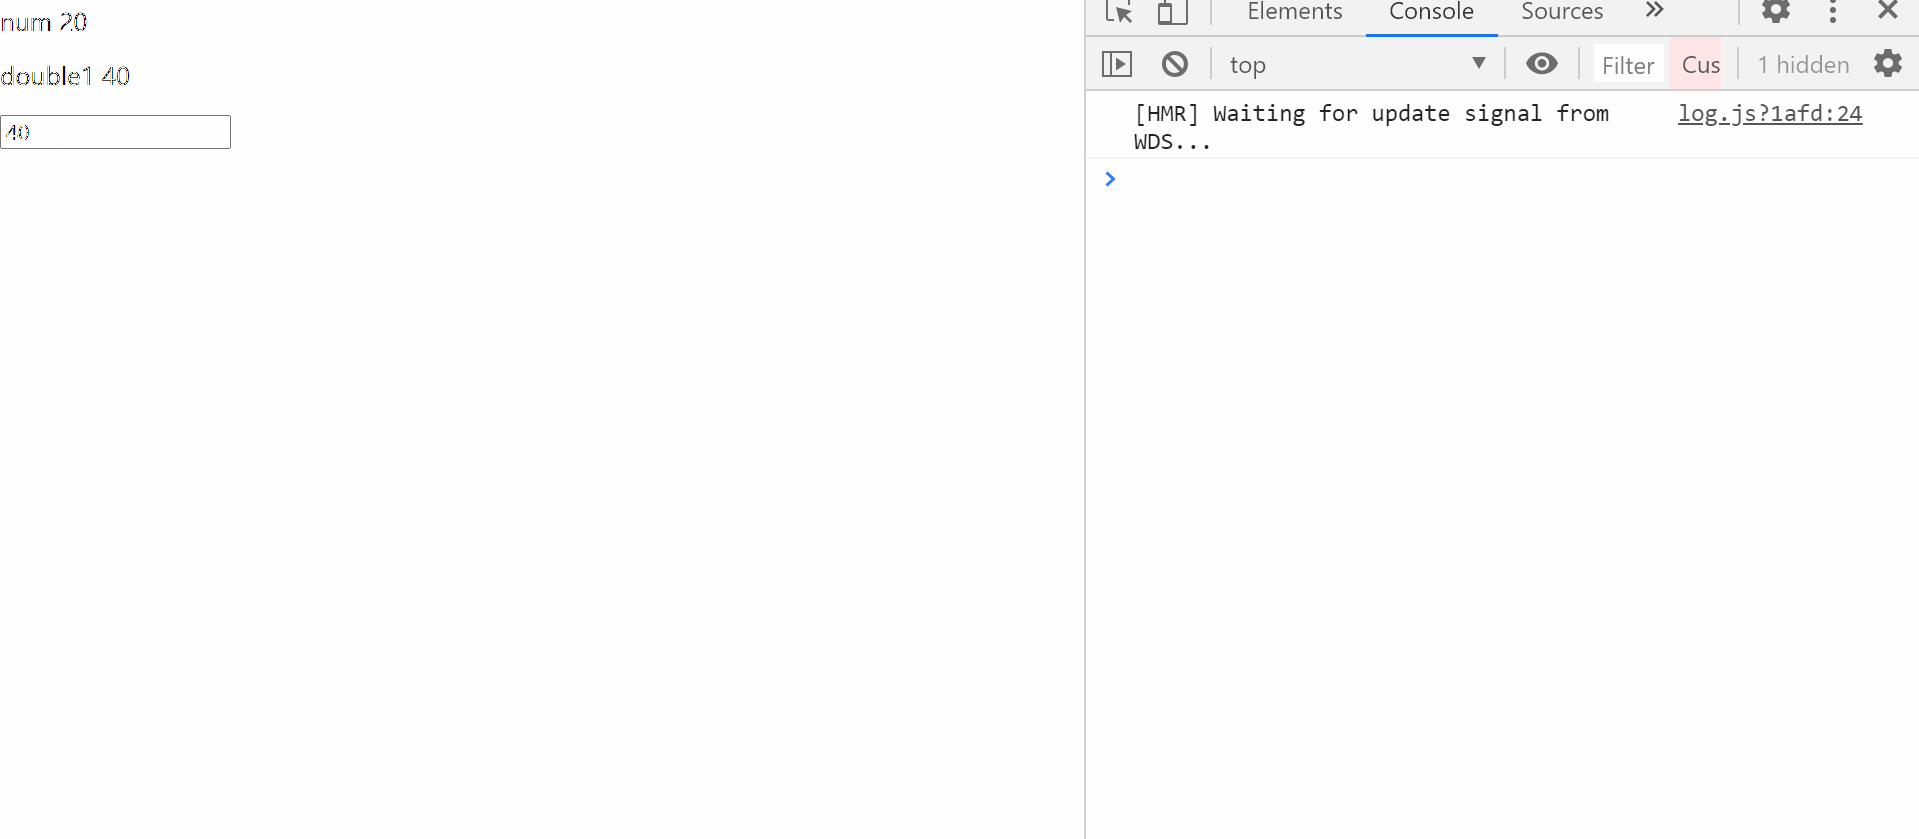 num 20
double1 40
40
Elements Console Sources
top Filter Cus 1 hidden
[HMR] Waiting for update signal from log.js?1afd:24
WDS...